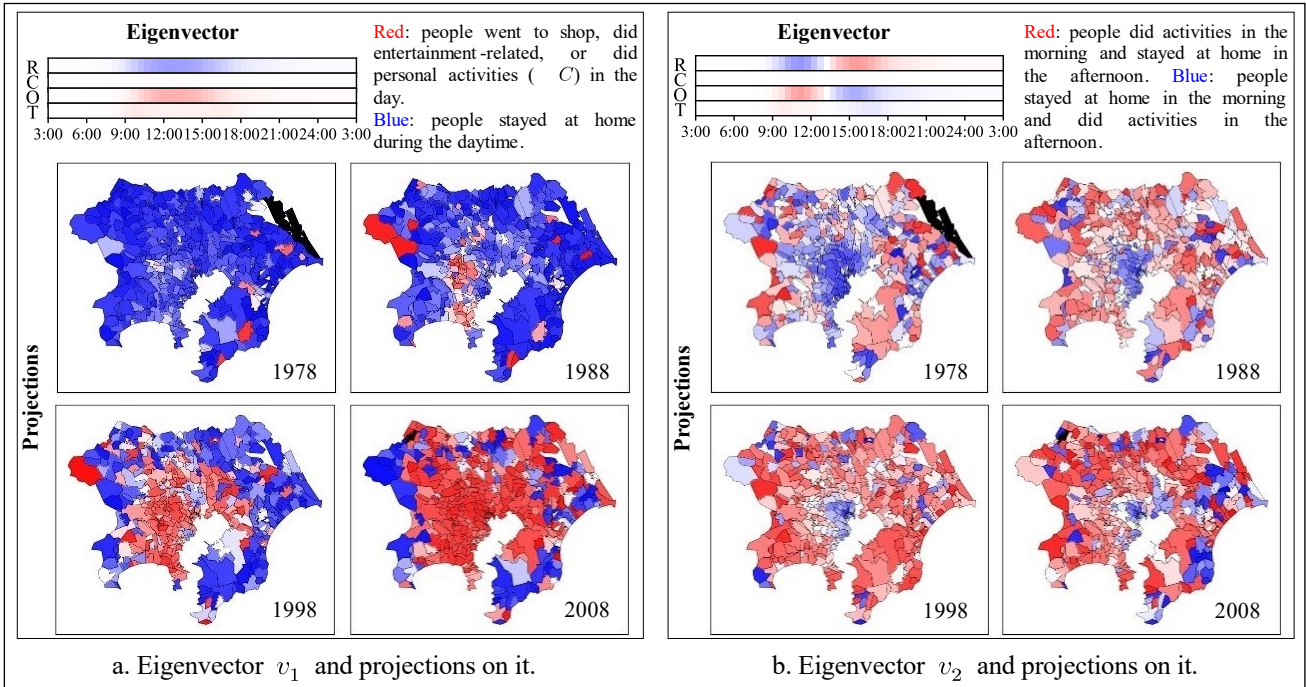 Eigenvector
R
C
O
T
3:00 9:00 12:00 15:00 18:00 21:00 24:00 3:00
Red: people went to shop, did
entertainment-related, or did
personal activities ( C) in the
day.
Blue: people stayed at home
during the daytime.
Projections
1978
1988
1998
2008
a. Eigenvector v1 and projections on it.
Eigenvector
R
C
O
T
3:00 9:00 12:00 15:00 18:00 21:00 24:00 3:00
Red: people did activities in the
morning and stayed at home in
the afternoon. Blue: people
stayed at home in the morning
and did activities in the
afternoon.
Projections
1978
1988
1998
2008
b. Eigenvector v2 and projections on it.